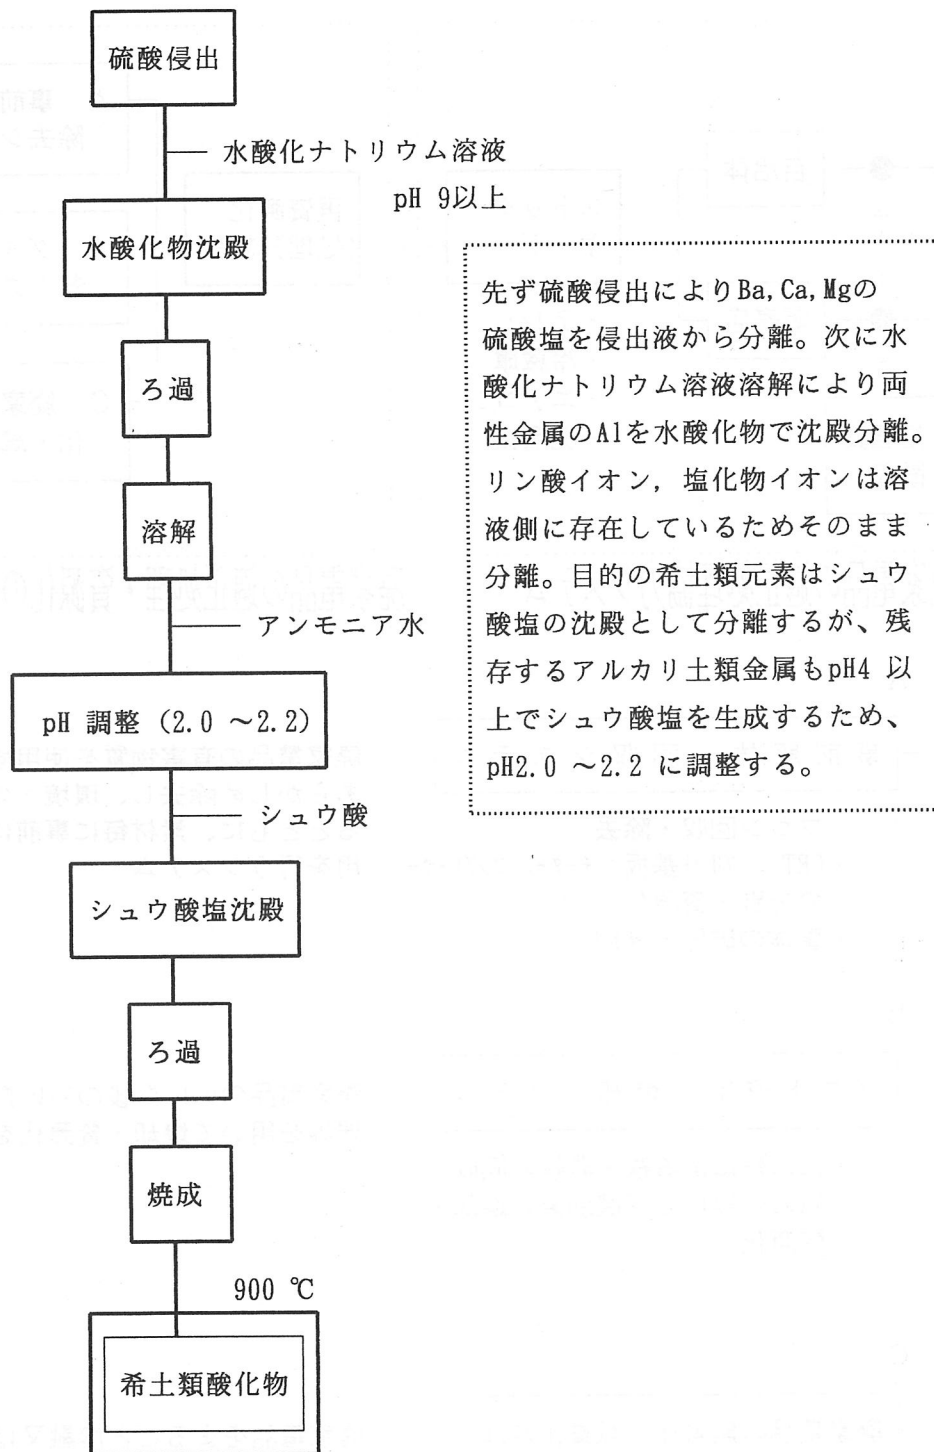 硫酸侵出
水酸化ナトリウム溶液
pH 9以上
水酸化物沈殿
ろ過
溶解
アンモニア水
pH 調整 (2.0 ~2.2)
シュウ酸
シュウ酸塩沈殿
ろ過
焼成
900 ℃
希土類酸化物
先ず硫酸侵出によりBa,Ca,Mgの
硫酸塩を侵出液から分離。次に水
酸化ナトリウム溶液溶解により両
性金属のAlを水酸化物で沈殿分離。
リン酸イオン,塩化物イオンは溶
液側に存在しているためそのまま
分離。目的の希土類元素はシュウ
酸塩の沈殿として分離するが、残
存するアルカリ土類金属もpH4 以
上でシュウ酸塩を生成するため、
pH2.0 ~2.2 に調整する。